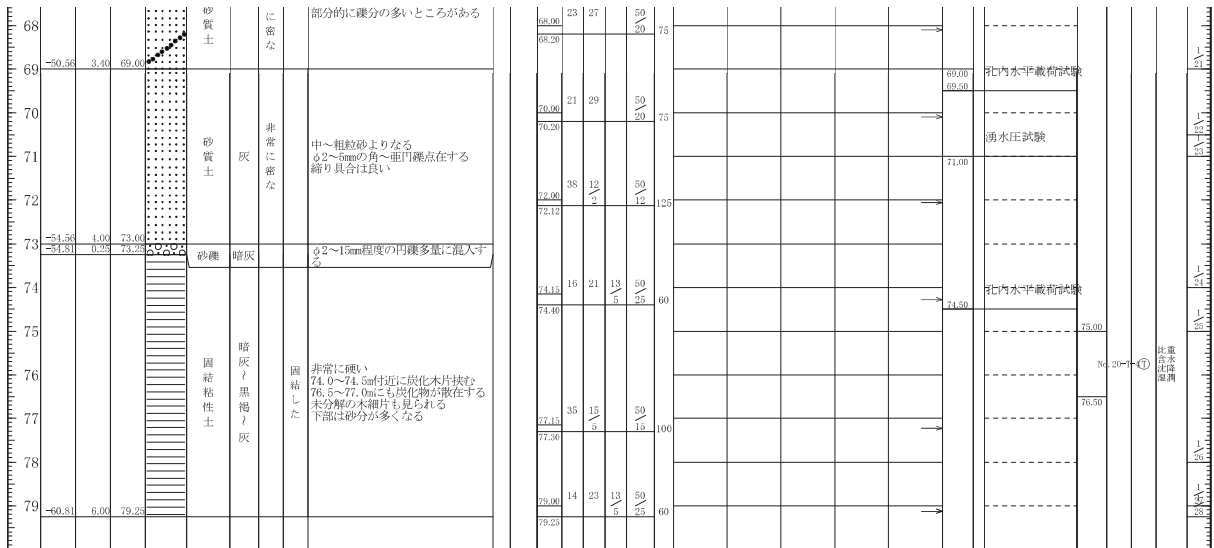 砂質土
に密な
部分的に礫分の多いところがある
68
-50.56 3.40 69.00
69
70
71
72
73
74
75
76
77
78
79
砂質土
灰
非常に密な
中～粗粒砂よりなる
φ2～5mmの角～亜円礫点在する
締り具合は良い
-54.56 4.00 73.00
-54.81 0.25 73.25
砂礫
暗灰
φ2～15mm程度の円礫多量に混入す
る
固結粘性土
暗灰～黒褐～灰
固結した
非常に硬い
74.0～74.5m付近に炭化木片挟む
76.5～77.0mにも炭化物が散在する
未分解の木細片も見られる
下部は砂分が多くなる
-60.81 6.00 79.25
68.00 23 27 50/20 75
68.20
70.00 21 29 50/20 75
70.20
72.00 38 12/2 50/12 125
72.12
74.15 16 21 13/5 50/25 60
74.40
77.15 35 15/5 50/15 100
77.30
79.00 14 23 13/5 50/25 60
79.25
69.00
69.50
孔内水平載荷試験
湧水圧試験
71.00
孔内水平載荷試験
74.50
75.00
No.20-T-4Ⓣ
76.50
比重
含水
沈降
湿潤
1/21
1/22
1/23
1/24
1/25
1/26
1/27
28